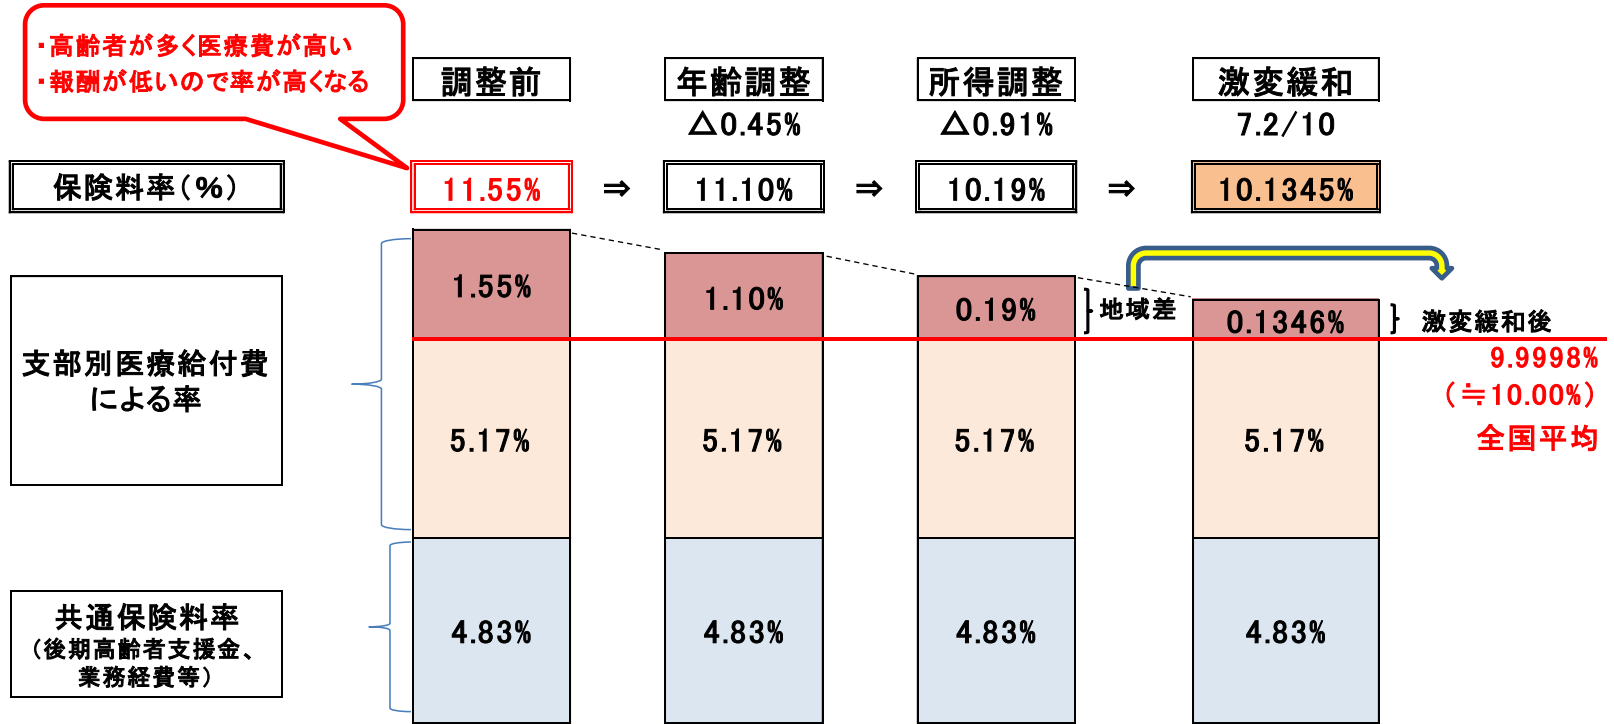 ・高齢者が多く医療費が高い
・報酬が低いので率が高くなる
調整前
年齢調整
所得調整
激変緩和
△0.45%
△0.91%
7.2/10
保険料率(%)
11.55%
⇒
11.10%
⇒
10.19%
⇒
10.1345%
1.55%
1.10%
0.19%
地域差
0.1346%
激変緩和後
9.9998%
(≒10.00%)
全国平均
支部別医療給付費
による率
5.17%
5.17%
5.17%
5.17%
共通保険料率
(後期高齢者支援金、
業務経費等)
4.83%
4.83%
4.83%
4.83%